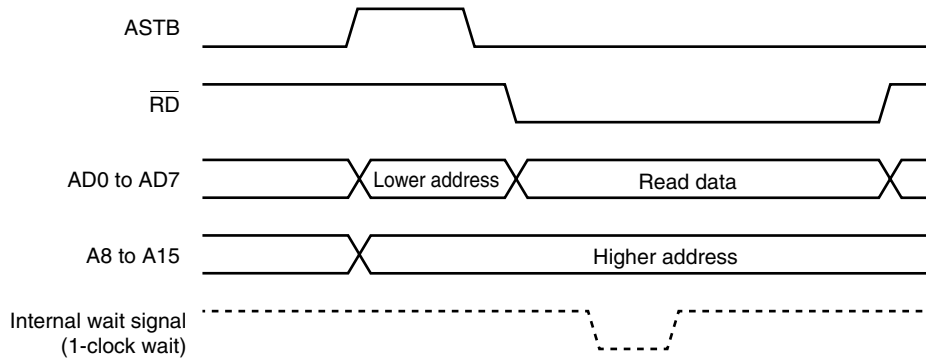 ASTB
RD
AD0 to AD7
Lower address
Read data
A8 to A15
Higher address
Internal wait signal
(1-clock wait)